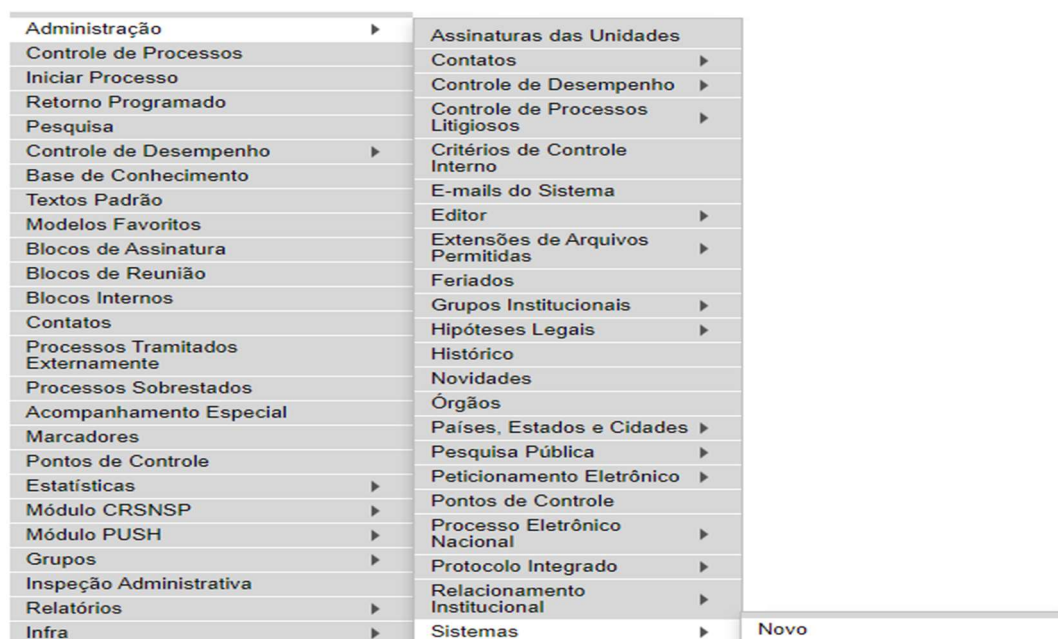 Administração
Controle de Processos
Iniciar Processo
Retorno Programado
Pesquisa
Controle de Desempenho
Base de Conhecimento
Textos Padrão
Modelos Favoritos
Blocos de Assinatura
Blocos de Reunião
Blocos Internos
Contatos
Processos Tramitados
Externamente
Processos Sobrestados
Acompanhamento Especial
Marcadores
Pontos de Controle
Estatísticas
Módulo CRSNSP
Módulo PUSH
Grupos
Inspeção Administrativa
Relatórios
Infra
Assinaturas das Unidades
Contatos
Controle de Desempenho
Controle de Processos
Litigiosos
Critérios de Controle
Interno
E-mails do Sistema
Editor
Extensões de Arquivos
Permitidas
Feriados
Grupos Institucionais
Hipóteses Legais
Histórico
Novidades
Órgãos
Países, Estados e Cidades
Pesquisa Pública
Peticionamento Eletrônico
Pontos de Controle
Processo Eletrônico
Nacional
Protocolo Integrado
Relacionamento
Institucional
Sistemas
Novo